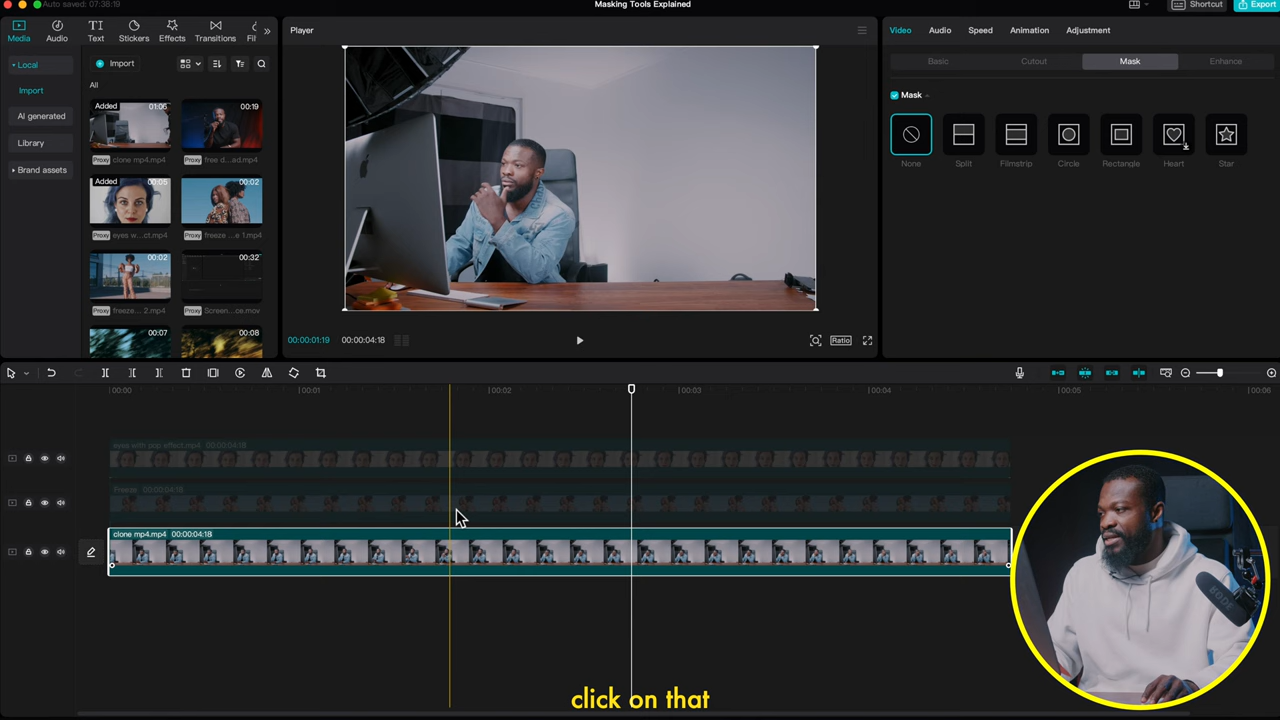 Auto saved: 07:38:19
Masking Tools Explained
Shortcut
Export
Media
Audio
Text
Stickers
Effects
Transitions
Fil
Player
Video
Audio
Speed
Animation
Adjustment
Local
Import
AI generated
Library
Brand assets
Import
All
Added
01:06
00:19
Proxy clone mp4.mp4
Proxy free d...ad.mp4
Added
00:05
00:02
Proxy eyes w...ct.mp4
Proxy freeze ...e 1.mp4
00:02
00:32
Proxy freeze... 2.mp4
Proxy Screen...ce.mov
00:07
00:08
Basic
Cutout
Mask
Enhance
Mask
None
Split
Filmstrip
Circle
Rectangle
Heart
Star
00:00:01:19
00:00:04:18
Ratio
00:00
00:01
00:02
00:03
00:04
00:05
00:06
eyes with pop effect.mp4 00:00:04:18
Freeze 00:00:04:18
clone mp4.mp4 00:00:04:18
RODE
click on that